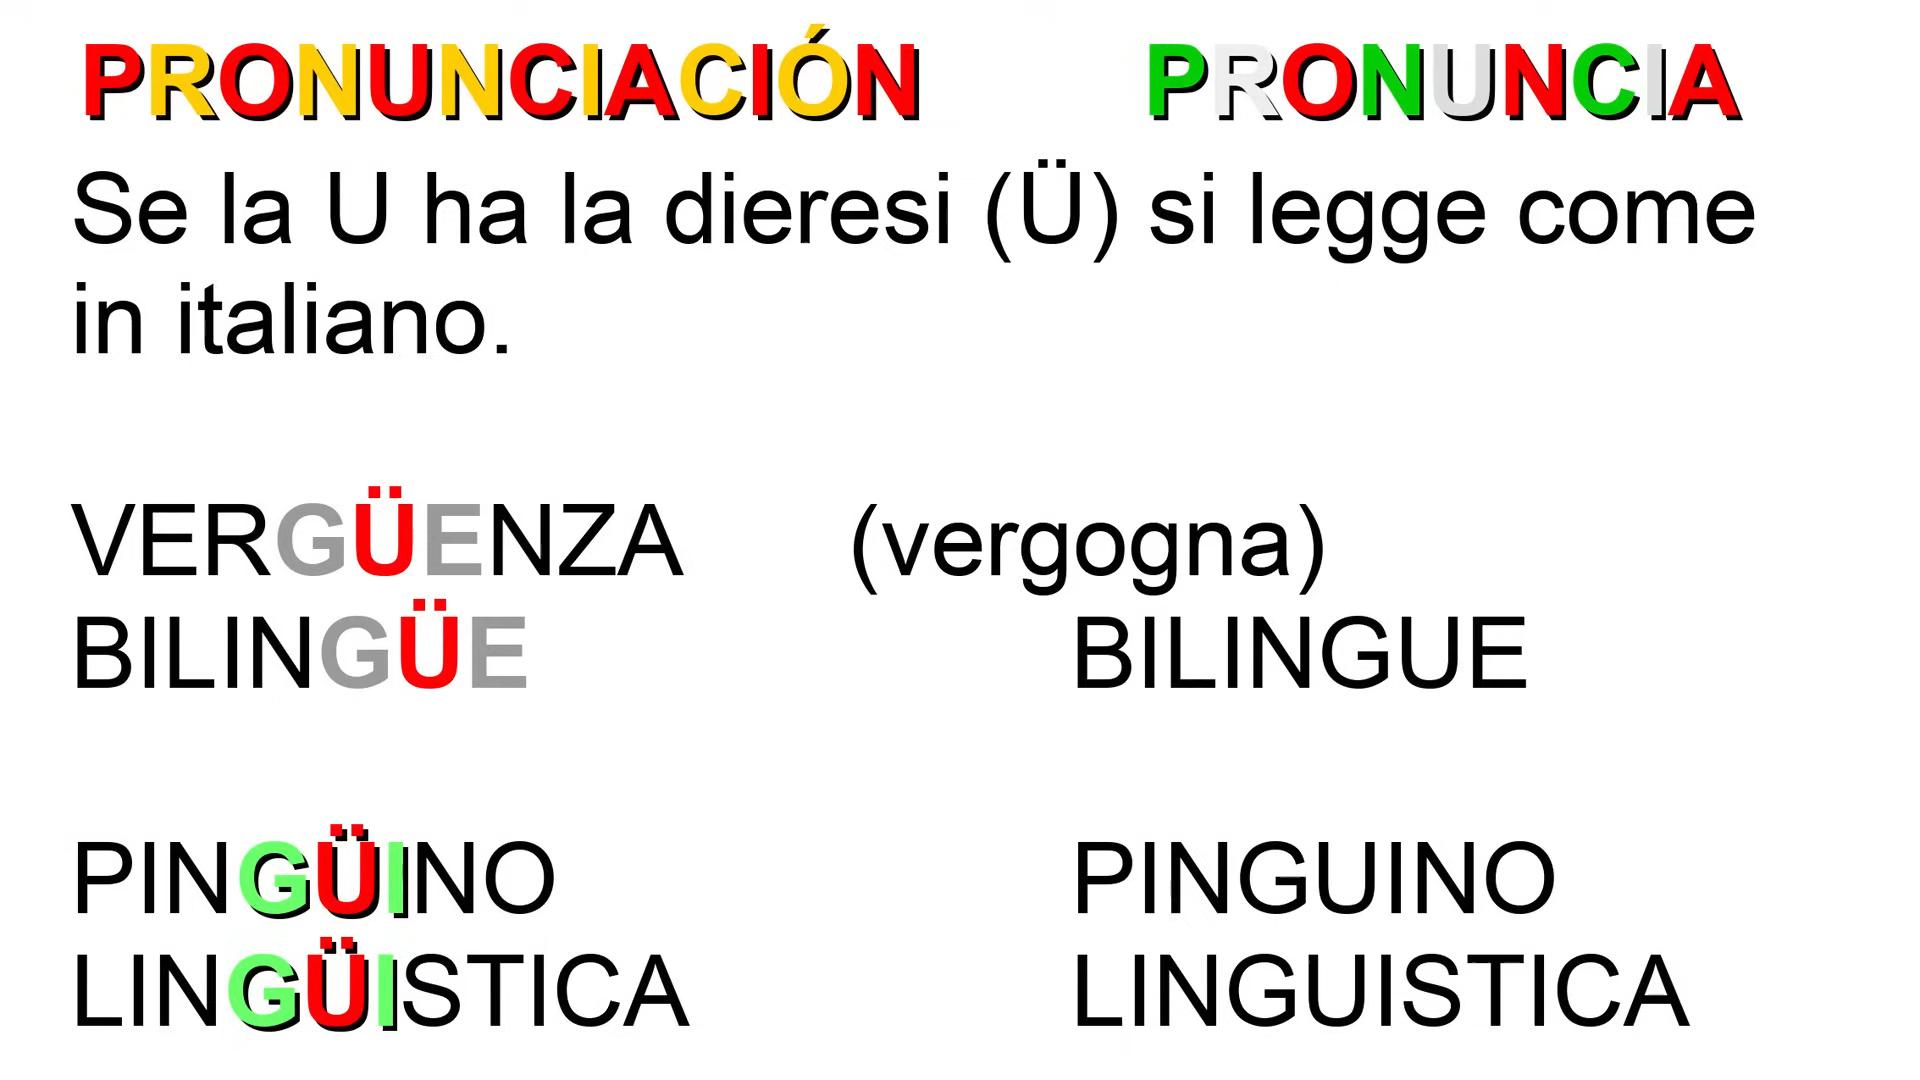 PRONUNCIACIÓN PRONUNCIA
Se la U ha la dieresi (Ü) si legge come
in italiano.
VERGÜENZA (vergogna)
BILINGÜE BILINGUE
PINGÜINO PINGUINO
LINGÜISTICA LINGUISTICA